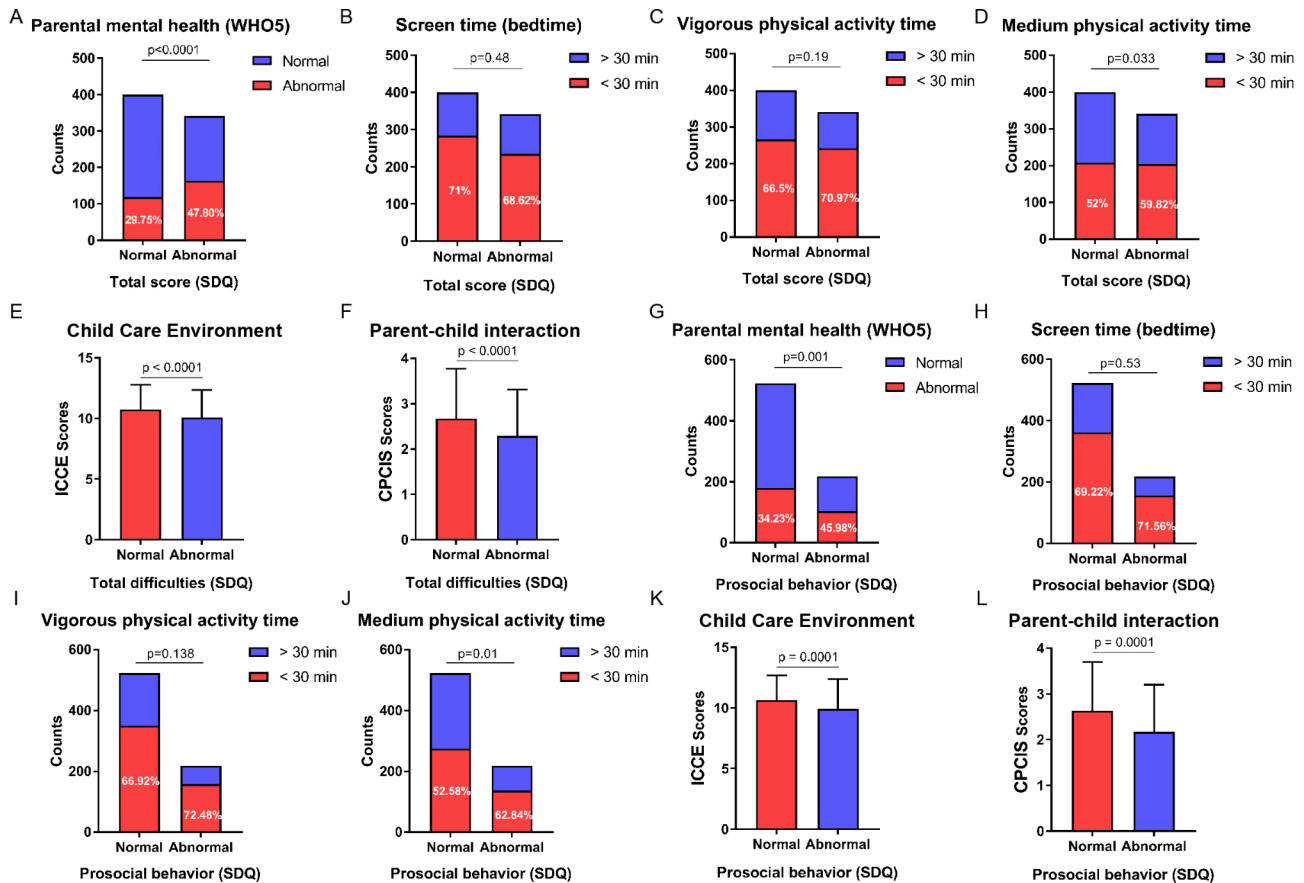 A
Parental mental health (WHO5)
p<0.0001
Normal
Abnormal
500
400
300
200
100
0
Counts
29.75%
47.80%
Normal Abnormal
Total score (SDQ)
B
Screen time (bedtime)
p=0.48
> 30 min
< 30 min
500
400
300
200
100
0
Counts
71%
68.62%
Normal Abnormal
Total score (SDQ)
C
Vigorous physical activity time
p=0.19
> 30 min
< 30 min
500
400
300
200
100
0
Counts
66.5%
70.97%
Normal Abnormal
Total score (SDQ)
D
Medium physical activity time
p=0.033
> 30 min
< 30 min
500
400
300
200
100
0
Counts
52%
59.82%
Normal Abnormal
Total score (SDQ)
E
Child Care Environment
p < 0.0001
15
10
5
0
ICCE Scores
Normal Abnormal
Total difficulties (SDQ)
F
Parent-child interaction
p < 0.0001
4
3
2
1
0
CPCIS Scores
Normal Abnormal
Total difficulties (SDQ)
G
Parental mental health (WHO5)
p=0.001
Normal
Abnormal
600
400
200
0
Counts
34.23%
45.98%
Normal Abnormal
Prosocial behavior (SDQ)
H
Screen time (bedtime)
p=0.53
> 30 min
< 30 min
600
400
200
0
Counts
69.22%
71.56%
Normal Abnormal
Prosocial behavior (SDQ)
I
Vigorous physical activity time
p=0.138
> 30 min
< 30 min
600
400
200
0
Counts
66.92%
72.48%
Normal Abnormal
Prosocial behavior (SDQ)
J
Medium physical activity time
p=0.01
> 30 min
< 30 min
600
400
200
0
Counts
52.58%
62.84%
Normal Abnormal
Prosocial behavior (SDQ)
K
Child Care Environment
p = 0.0001
15
10
5
0
ICCE Scores
Normal Abnormal
Prosocial behavior (SDQ)
L
Parent-child interaction
p = 0.0001
4
3
2
1
0
CPCIS Scores
Normal Abnormal
Prosocial behavior (SDQ)